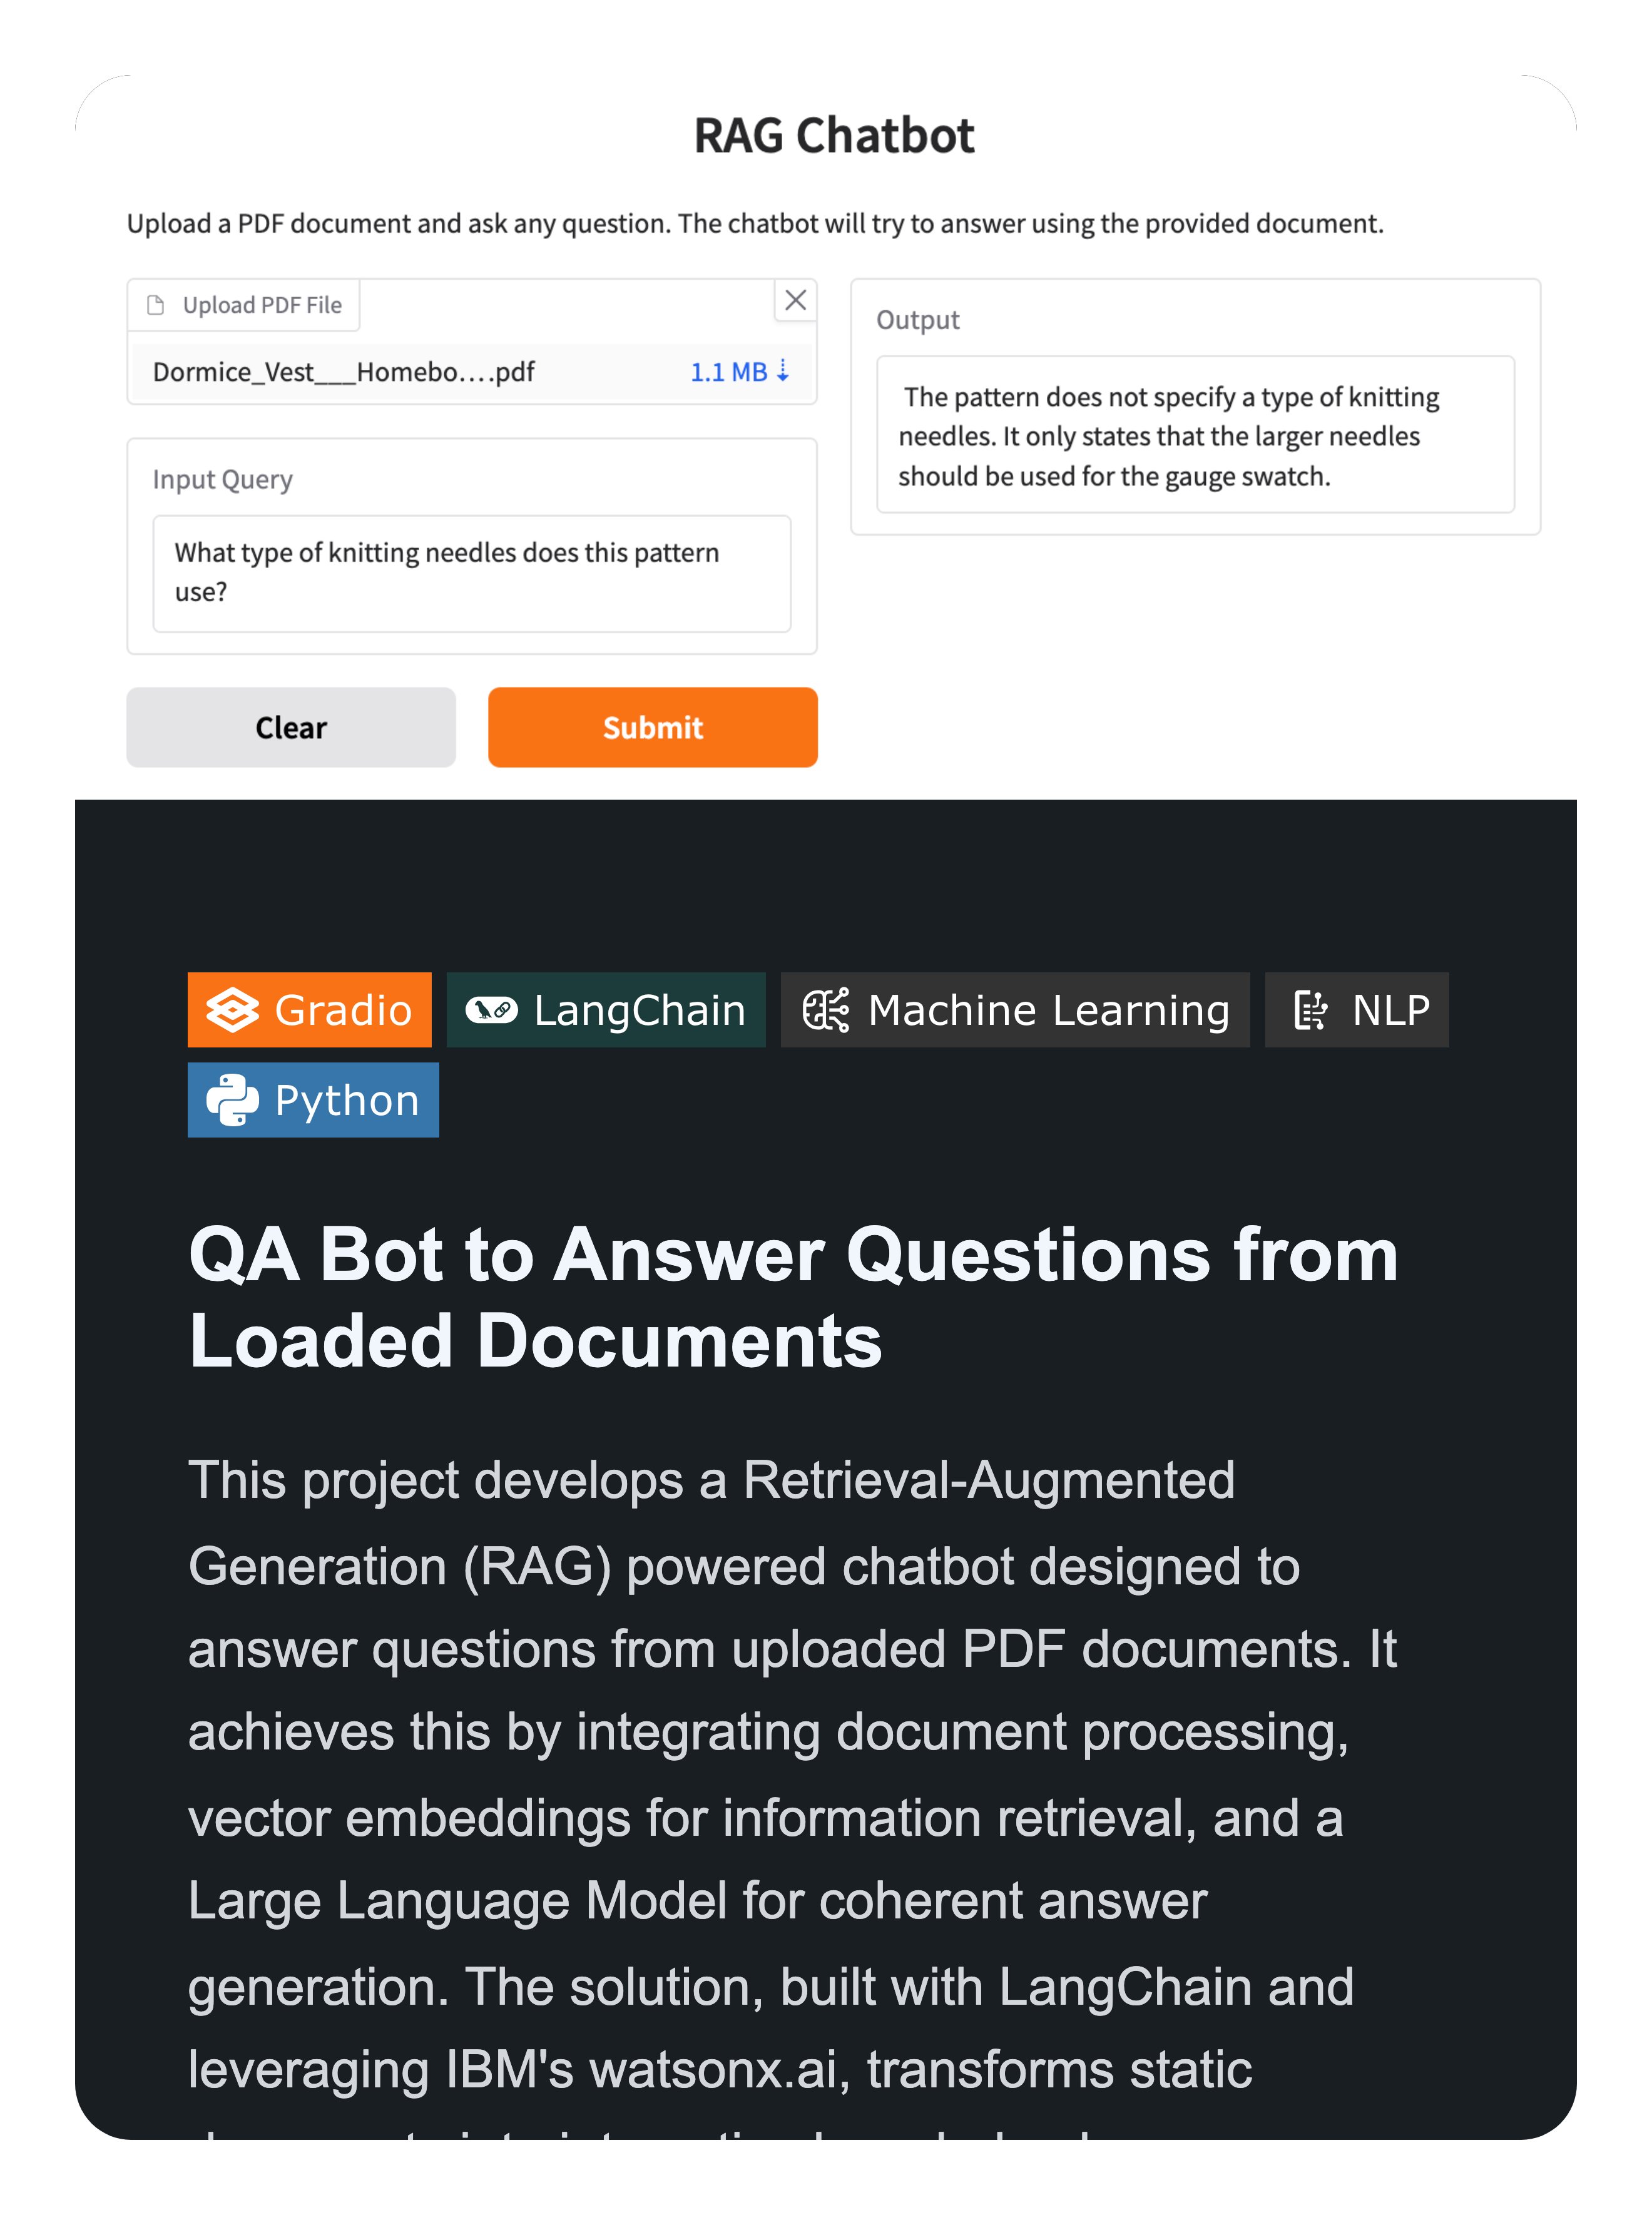 RAG Chatbot
Upload a PDF document and ask any question. The chatbot will try to answer using the provided document.
Upload PDF File
Dormice_Vest___Homebo....pdf
1.1 MB ⇣
Input Query
What type of knitting needles does this pattern
use?
Clear
Submit
Output
The pattern does not specify a type of knitting
needles. It only states that the larger needles
should be used for the gauge swatch.
Gradio
LangChain
Machine Learning
NLP
Python
QA Bot to Answer Questions from
Loaded Documents
This project develops a Retrieval-Augmented
Generation (RAG) powered chatbot designed to
answer questions from uploaded PDF documents. It
achieves this by integrating document processing,
vector embeddings for information retrieval, and a
Large Language Model for coherent answer
generation. The solution, built with LangChain and
leveraging IBM's watsonx.ai, transforms static